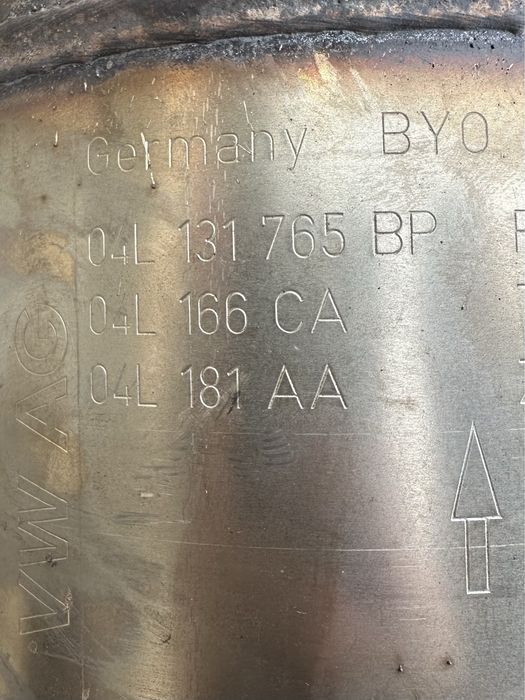 Germany BYO
04L 131 765 BP
04L 166 CA
04L 181 AA
VW AG